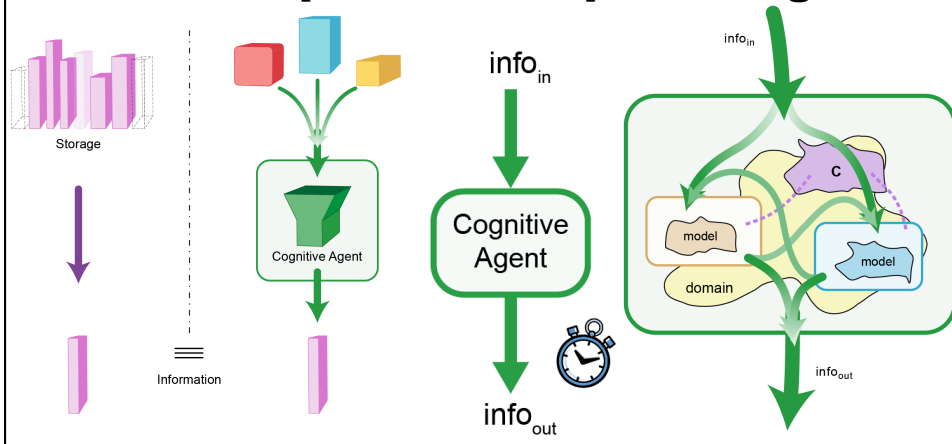 Storage
Information
Cognitive Agent
info_in
Cognitive
Agent
info_out
info_in
C
model
model
domain
info_out